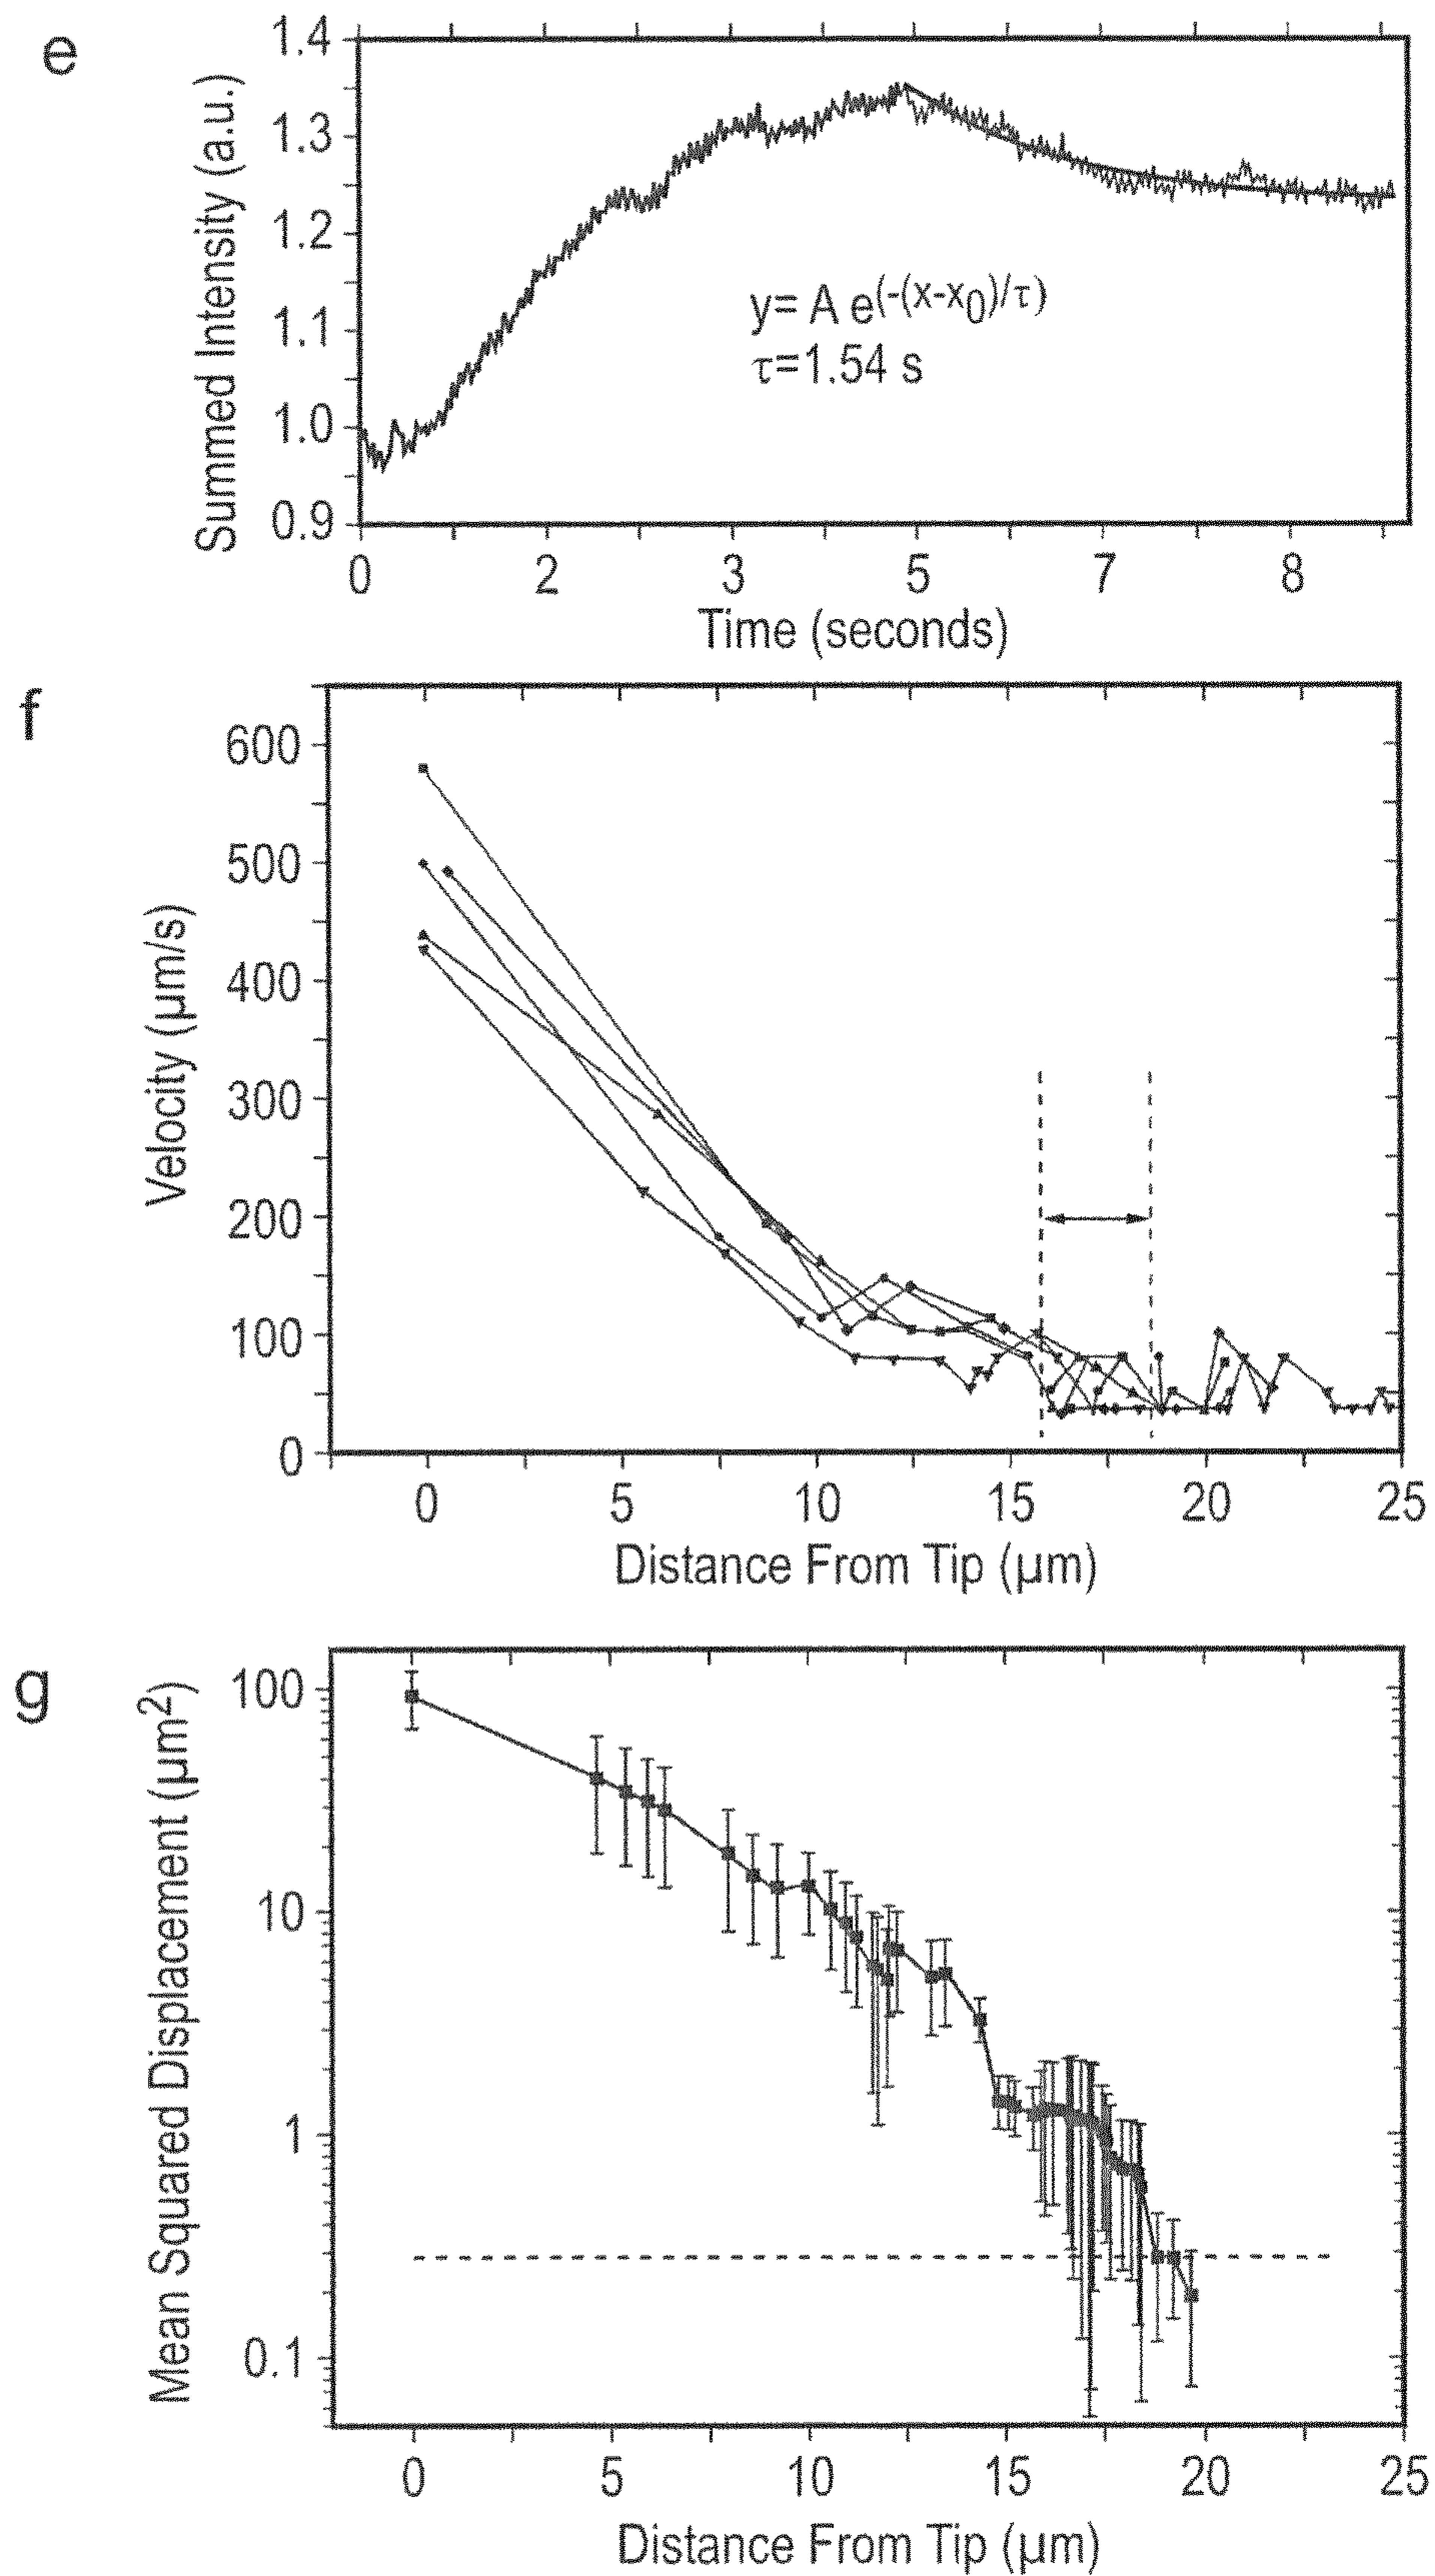 e
Summed Intensity (a.u.)
1.4
1.3
1.2
1.1
1.0
0.9
y= A e(-(x-x0)/τ)
τ=1.54 s
0 2 3 5 7 8
Time (seconds)
f
Velocity (µm/s)
600
500
400
300
200
100
0
0 5 10 15 20 25
Distance From Tip (µm)
g
Mean Squared Displacement (µm2)
100
10
1
0.1
0 5 10 15 20 25
Distance From Tip (µm)